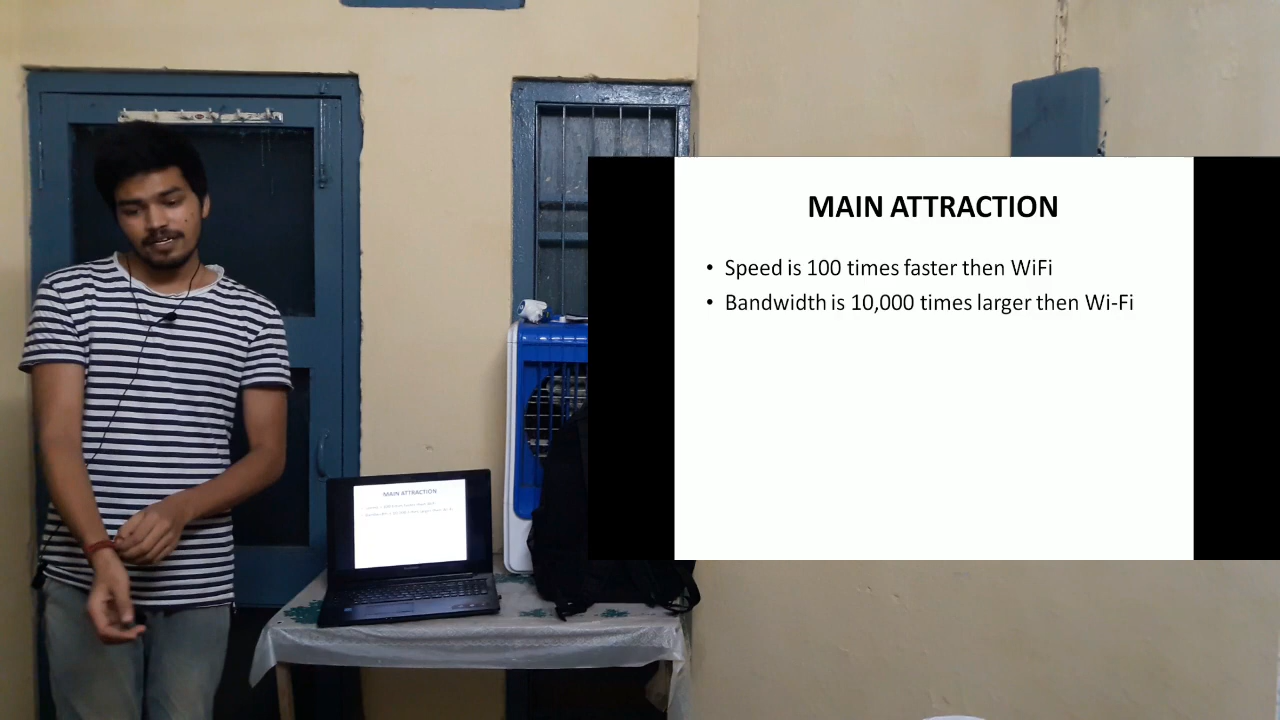 MAIN ATTRACTION
• Speed is 100 times faster then WiFi
• Bandwidth is 10,000 times larger then Wi-Fi
MAIN ATTRACTION